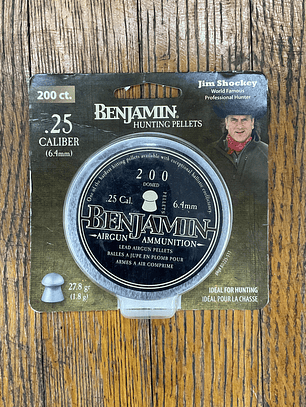 200 ct.
Jim Shockey
World Famous
Professional Hunter
BENJAMIN
HUNTING PELLETS
.25
CALIBER
(6.4mm)
200
DOMED
PELLETS
.25 Cal.
6.4mm
BENJAMIN
AIRGUN AMMUNITION
LEAD AIRGUN PELLETS
BALLES A JUPE EN PLOMB POUR
ARMES A AIR COMPRIME
27.8 gr
(1.8 g)
IDEAL FOR HUNTING
IDÉAL POUR LA CHASSE